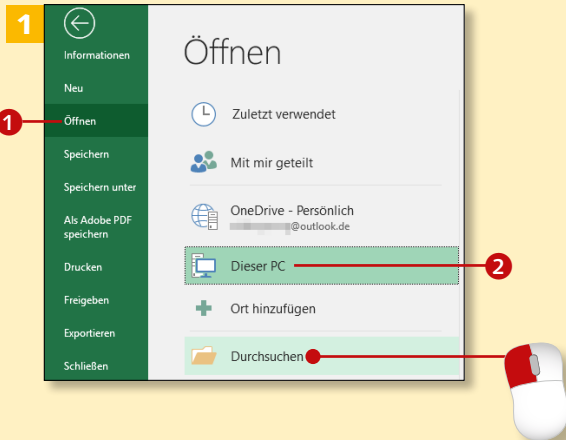 1
Öffnen
Informationen
Neu
1
Öffnen
Speichern
Speichern unter
Als Adobe PDF
speichern
Drucken
Freigeben
Exportieren
Schließen
Zuletzt verwendet
Mit mir geteilt
OneDrive - Persönlich
@outlook.de
Dieser PC
2
Ort hinzufügen
Durchsuchen